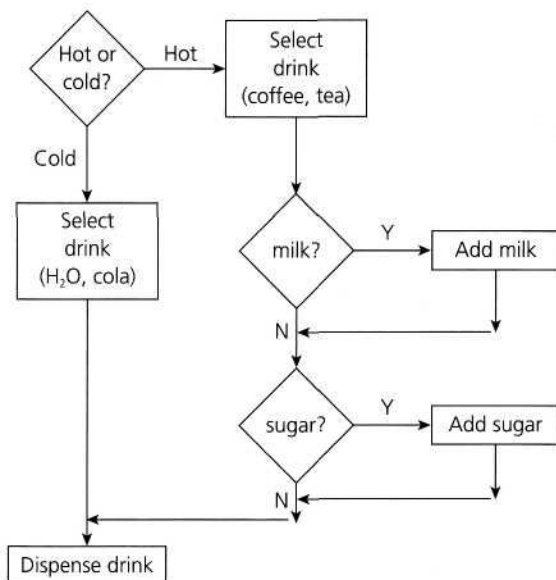 Hot or
cold?
Hot
Select
drink
(coffee, tea)
Cold
Select
drink
(H₂O, cola)
milk?
Y
Add milk
N
sugar?
Y
Add sugar
N
Dispense drink